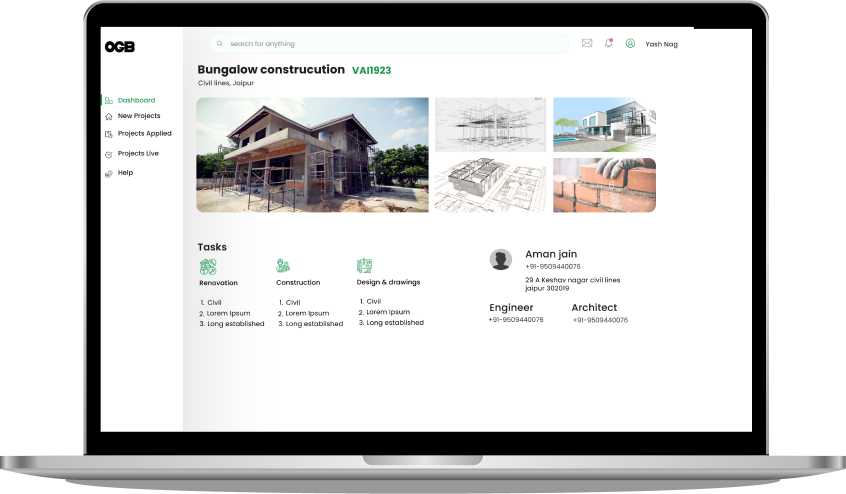 OGB
search for anything
Yash Nag
Bungalow construcution VAI1923
Civil lines, Jaipur
Dashboard
New Projects
Projects Applied
Projects Live
Help
Tasks
Renovation
1. Civil
2. Lorem Ipsum
3. Long established
Construction
1. Civil
2. Lorem Ipsum
3. Long established
Design & drawings
1. Civil
2. Lorem Ipsum
3. Long established
Aman jain
+91-9509440076
29 A Keshav nagar civil lines
jaipur 302019
Engineer
+91-9509440076
Architect
+91-9509440076